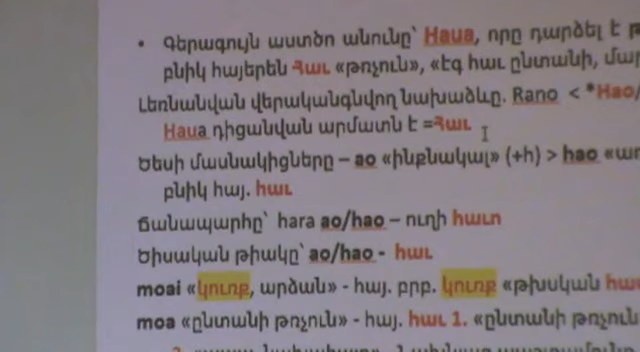 • Գերագույն աստծո անունը՝ Haua, որը դարձել է
բնիկ հայերեն Հաւ «թռչուն», «էգ հաւ ընտանի,
Լեռնանվան վերականգնվող նախաձևը. Rano < *Hao/
Haua դիցանվան արմատն է =Հաւ
Ծեսի մասնակիցները – ao «ինքնակալ» (+h) > hao
բնիկ հայ. հաւ
Ճանապարհը՝ hara ao/hao – ուղի հաւո
Ծիսական թիակը՝ ao/hao - հաւ
moai «կուռք, արձան» - հայ. բրբ. կուռք «թխսկան
moa «ընտանի թռչուն» - հայ. հաւ 1. «ընտանի